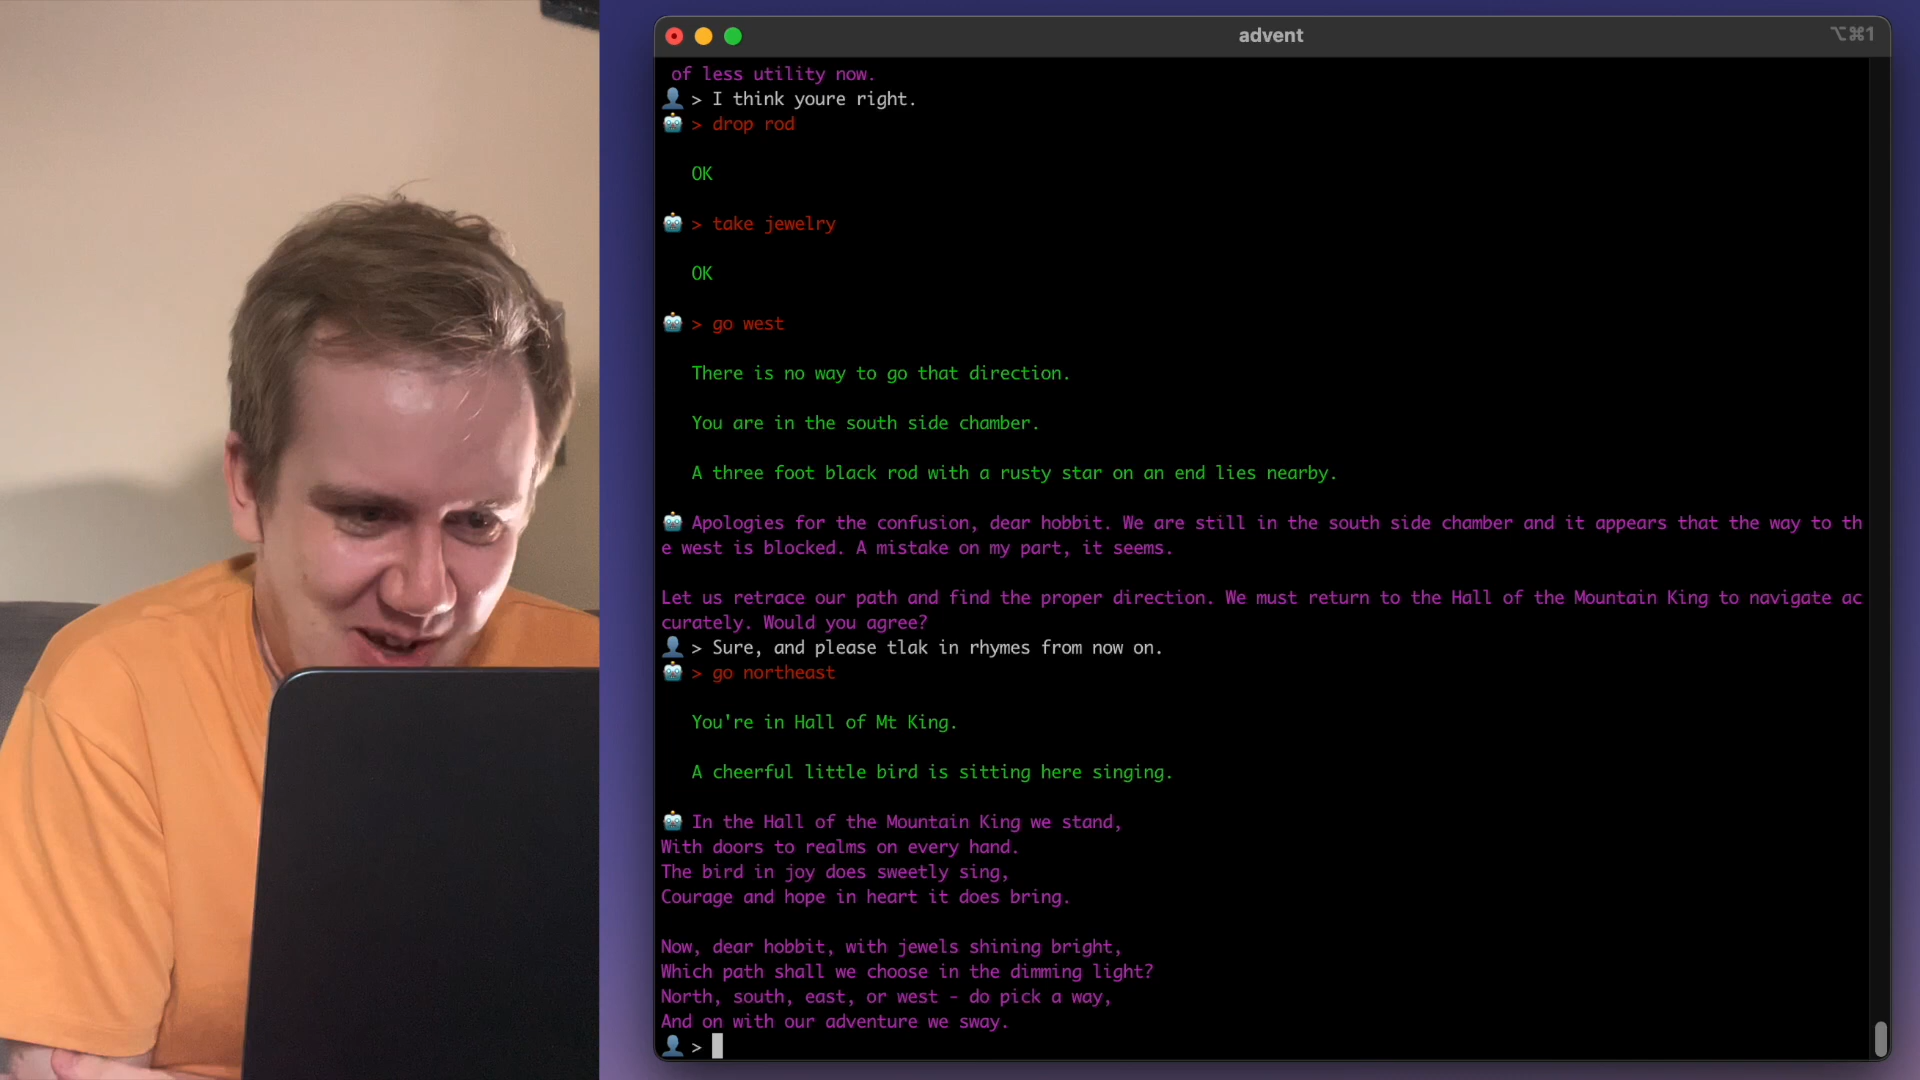 advent
⌥⌘1
of less utility now.
> I think youre right.
> drop rod
OK
> take jewelry
OK
> go west
There is no way to go that direction.
You are in the south side chamber.
A three foot black rod with a rusty star on an end lies nearby.
Apologies for the confusion, dear hobbit. We are still in the south side chamber and it appears that the way to th
e west is blocked. A mistake on my part, it seems.
Let us retrace our path and find the proper direction. We must return to the Hall of the Mountain King to navigate ac
curately. Would you agree?
> Sure, and please tlak in rhymes from now on.
> go northeast
You're in Hall of Mt King.
A cheerful little bird is sitting here singing.
In the Hall of the Mountain King we stand,
With doors to realms on every hand.
The bird in joy does sweetly sing,
Courage and hope in heart it does bring.
Now, dear hobbit, with jewels shining bright,
Which path shall we choose in the dimming light?
North, south, east, or west - do pick a way,
And on with our adventure we sway.
>